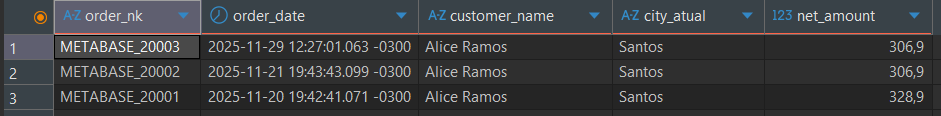 A-Z order_nk order_date A-Z customer_name A-Z city_atual 123 net_amount
1 METABASE_20003 2025-11-29 12:27:01.063 -0300 Alice Ramos Santos 306,9
2 METABASE_20002 2025-11-21 19:43:43.099 -0300 Alice Ramos Santos 306,9
3 METABASE_20001 2025-11-20 19:42:41.071 -0300 Alice Ramos Santos 328,9